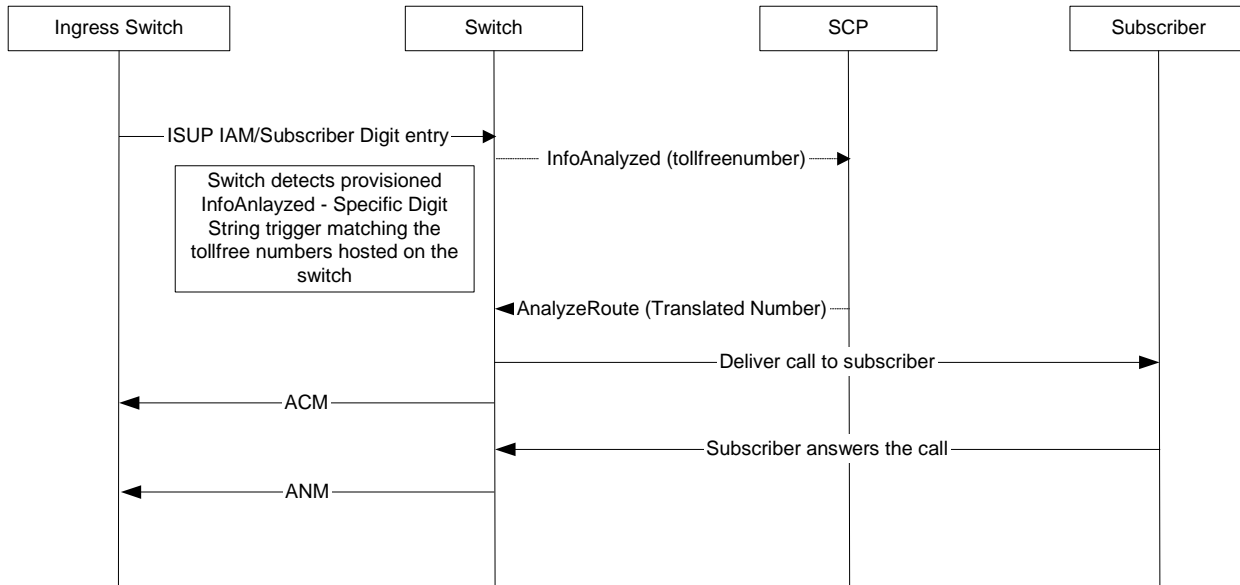 Ingress Switch
Switch
SCP
Subscriber
ISUP IAM/Subscriber Digit entry
InfoAnalyzed (tollfreenumber)
Switch detects provisioned
InfoAnlayzed - Specific Digit
String trigger matching the
tollfree numbers hosted on the
switch
AnalyzeRoute (Translated Number)
Deliver call to subscriber
ACM
Subscriber answers the call
ANM